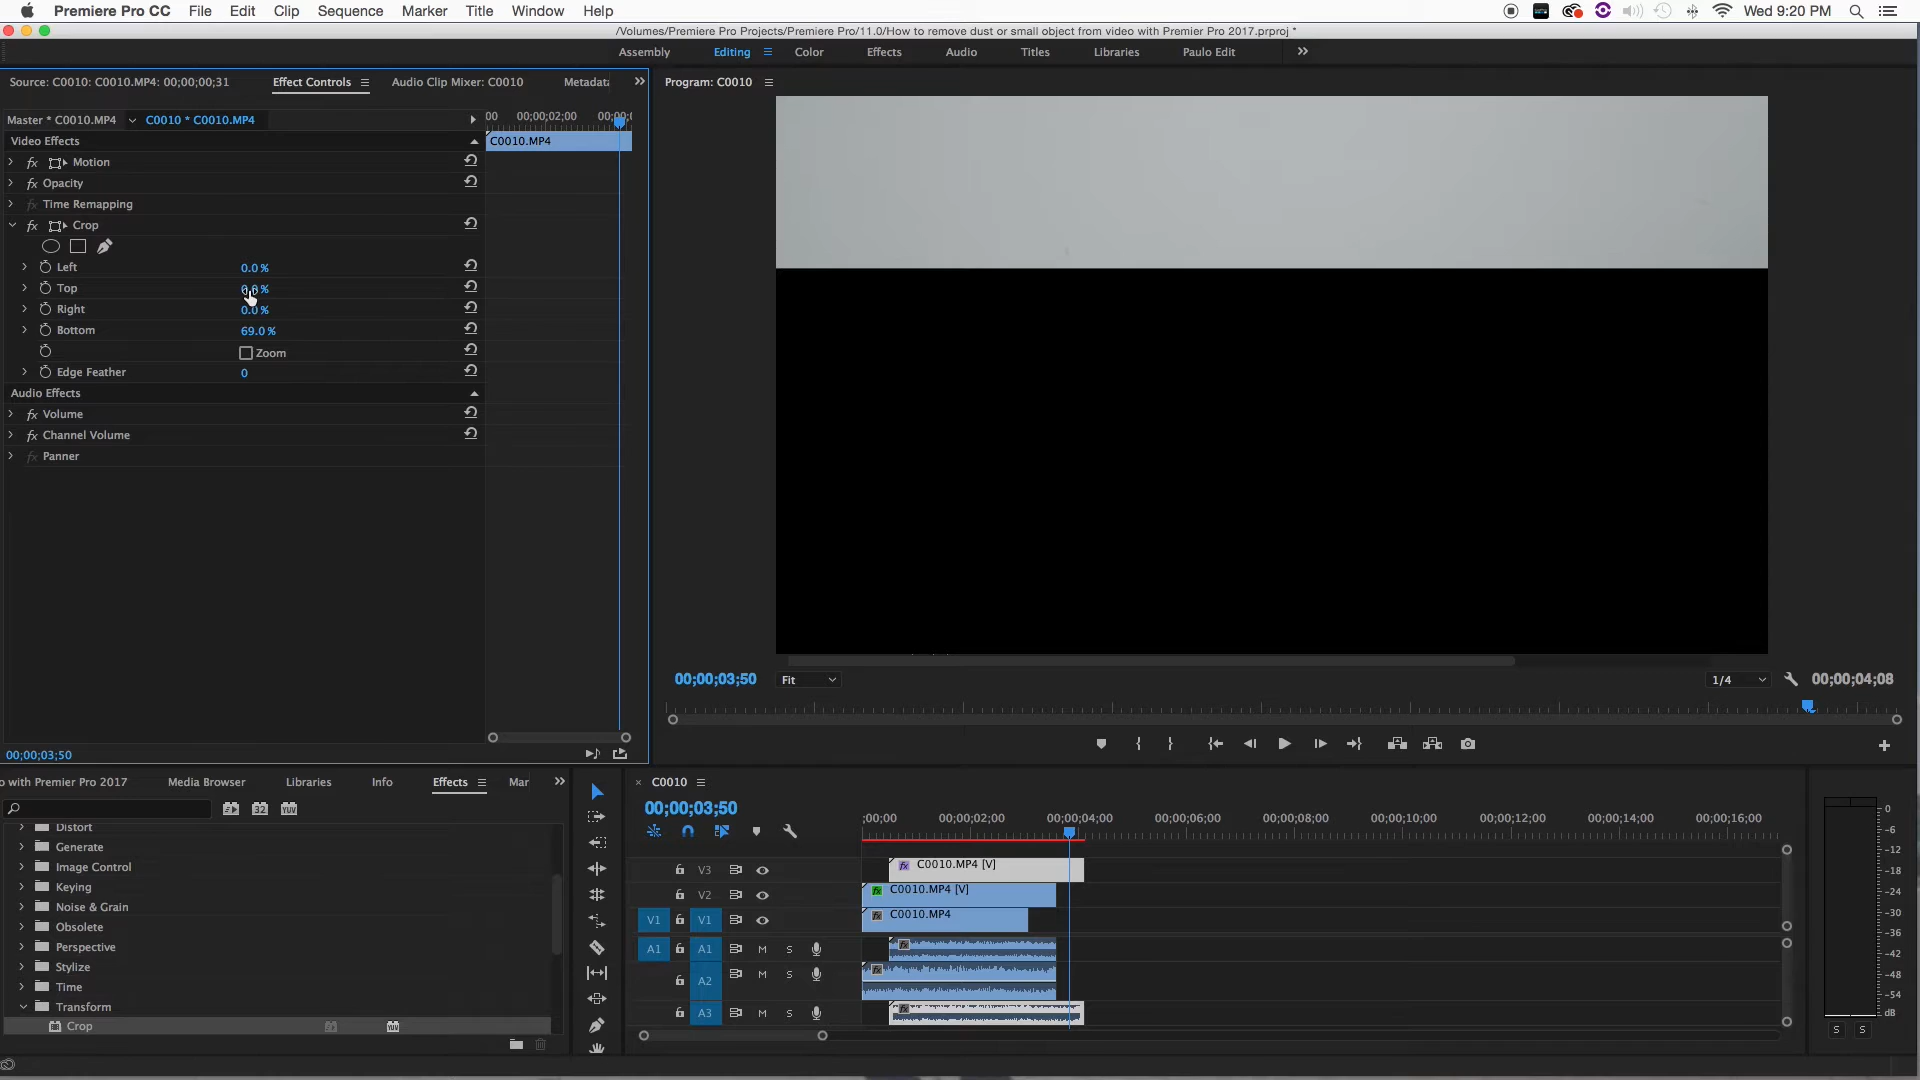 Premiere Pro CC File Edit Clip Sequence Marker Title Window Help Wed 9:20 PM
/Volumes/Premiere Pro Projects/Premiere Pro/11.0/How to remove dust or small object from video with Premier Pro 2017.prproj *
Assembly Editing Color Effects Audio Titles Libraries Paulo Edit
Source: C0010: C0010.MP4: 00;00;00;31 Effect Controls Audio Clip Mixer: C0010 Metadata
Program: C0010
Master * C0010.MP4 C0010 * C0010.MP4
00 00;00;02;00 00;00;
Video Effects
C0010.MP4
fx Motion
fx Opacity
fx Time Remapping
fx Crop
Left 0.0 %
Top 0.0 %
Right 0.0 %
Bottom 69.0 %
Zoom
Edge Feather 0
Audio Effects
fx Volume
fx Channel Volume
fx Panner
00;00;03;50 Fit 1/4 00;00;04;08
00;00;03;50
o with Premier Pro 2017 Media Browser Libraries Info Effects Mar
32 YUV
Distort
Generate
Image Control
Keying
Noise & Grain
Obsolete
Perspective
Stylize
Time
Transform
Crop YUV
× C0010
00;00;03;50
;00;00 00;00;02;00 00;00;04;00 00;00;06;00 00;00;08;00 00;00;10;00 00;00;12;00 00;00;14;00 00;00;16;00
V3 fx C0010.MP4 [V]
V2 fx C0010.MP4 [V]
V1 V1 fx C0010.MP4
A1 A1 M S fx
A2 M S fx
A3 M S fx
0
-6
-12
-18
-24
-30
-36
-42
-48
-54
dB
S S